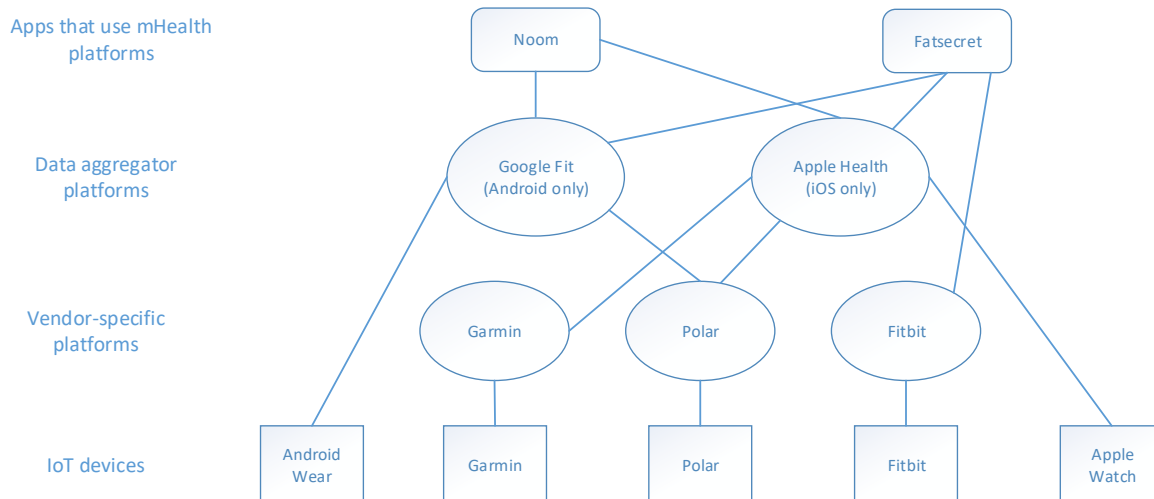 Apps that use mHealth
platforms
Noom
Fatsecret
Data aggregator
platforms
Google Fit
(Android only)
Apple Health
(iOS only)
Vendor-specific
platforms
Garmin
Polar
Fitbit
IoT devices
Android
Wear
Garmin
Polar
Fitbit
Apple
Watch